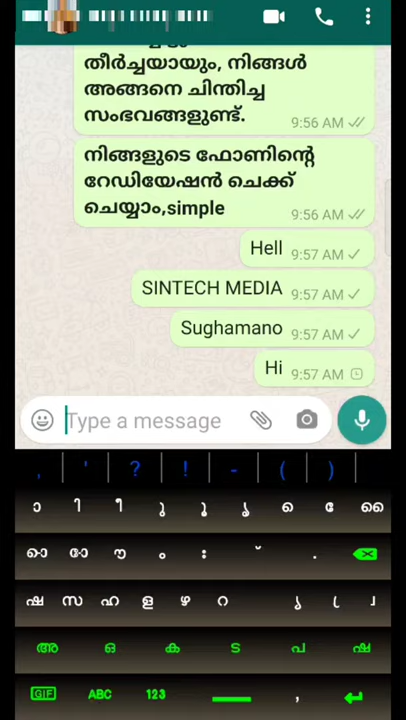 തീർച്ചയായും, നിങ്ങൾ
അങ്ങനെ ചിന്തിച്ച
സംഭവങ്ങളുണ്ട്.
9:56 AM
നിങ്ങളുടെ ഫോണിന്റെ
റേഡിയേഷൻ ചെക്ക്
ചെയ്യാം,simple
9:56 AM
Hell 9:57 AM
SINTECH MEDIA 9:57 AM
Sughamano 9:57 AM
Hi 9:57 AM
Type a message
, ' ? ! - ( )
ാ ി ീ ു ൂ ൃ െ േ ൈ
ൊ ോ ൗ ം ഃ ് .
ഷ സ ഹ ള ഴ റ
അ ഒ ക ട പ ഷ
GIF ABC 123 ,